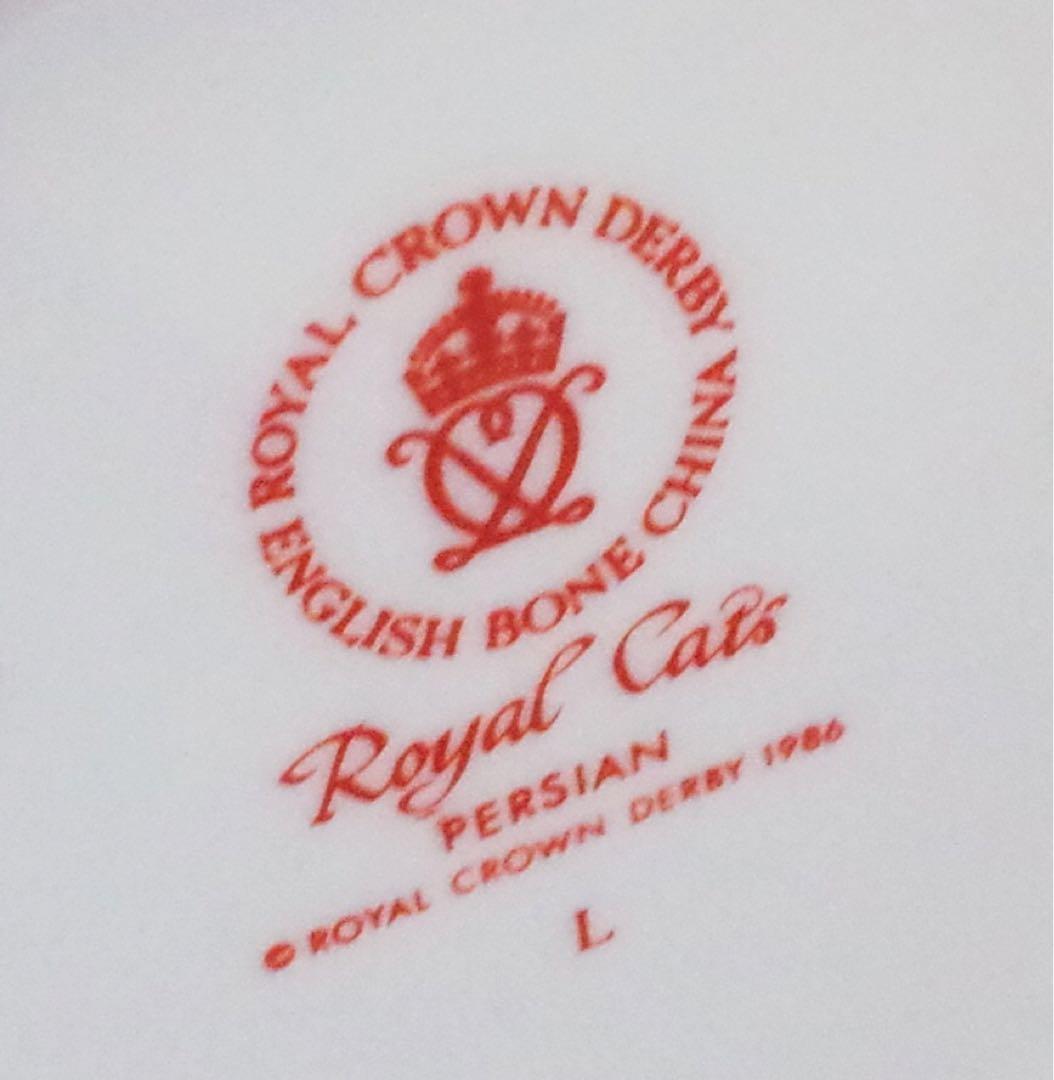 ROYAL CROWN DERBY
ENGLISH BONE CHINA
Royal Cats
PERSIAN
© ROYAL CROWN DERBY 1986
L